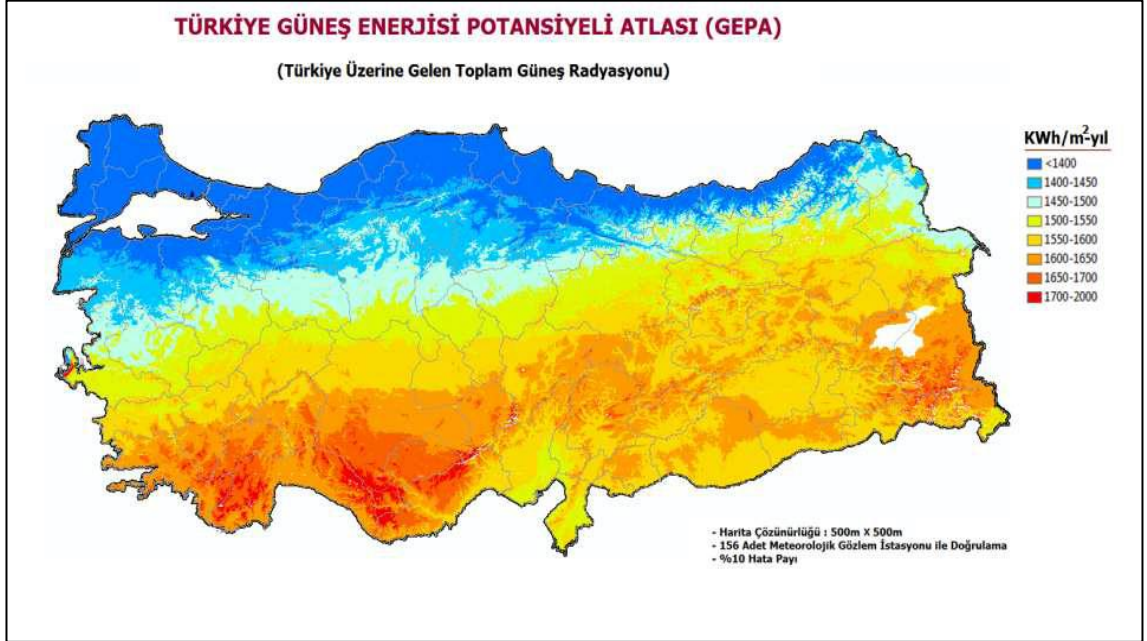 TÜRKİYE GÜNEŞ ENERJİSİ POTANSİYELİ ATLASI (GEPA)
(Türkiye Üzerine Gelen Toplam Güneş Radyasyonu)
KWh/m²-yıl
<1400
1400-1450
1450-1500
1500-1550
1550-1600
1600-1650
1650-1700
1700-2000
- Harita Çözünürlüğü : 500m X 500m
- 156 Adet Meteorolojik Gözlem İstasyonu ile Doğrulama
- %10 Hata Payı